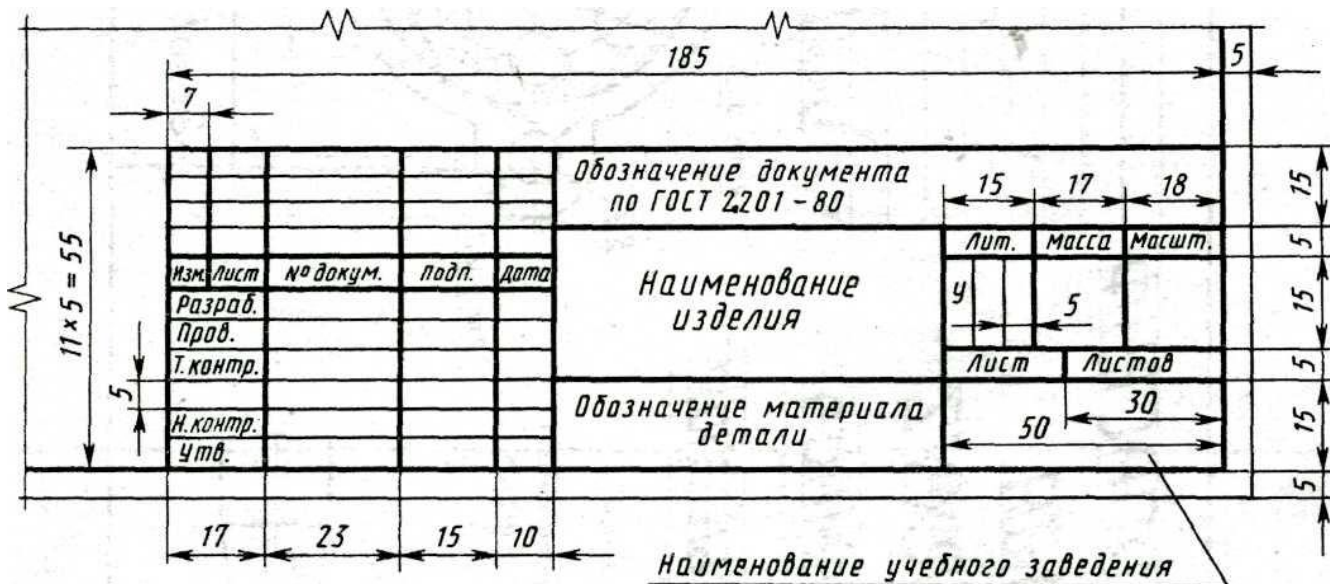 185
5
7
Обозначение документа
по ГОСТ 2.201-80
15 17 18
15
Лит. Масса Масшт.
5
Изм. Лист № докум. Подп. Дата
Наименование
изделия
У
5
15
11×5=55
Разраб.
Пров.
Т.контр.
Лист Листов
5
5
Обозначение материала
детали
30
50
15
Н.контр.
Утв.
5
17 23 15 10
Наименование учебного заведения